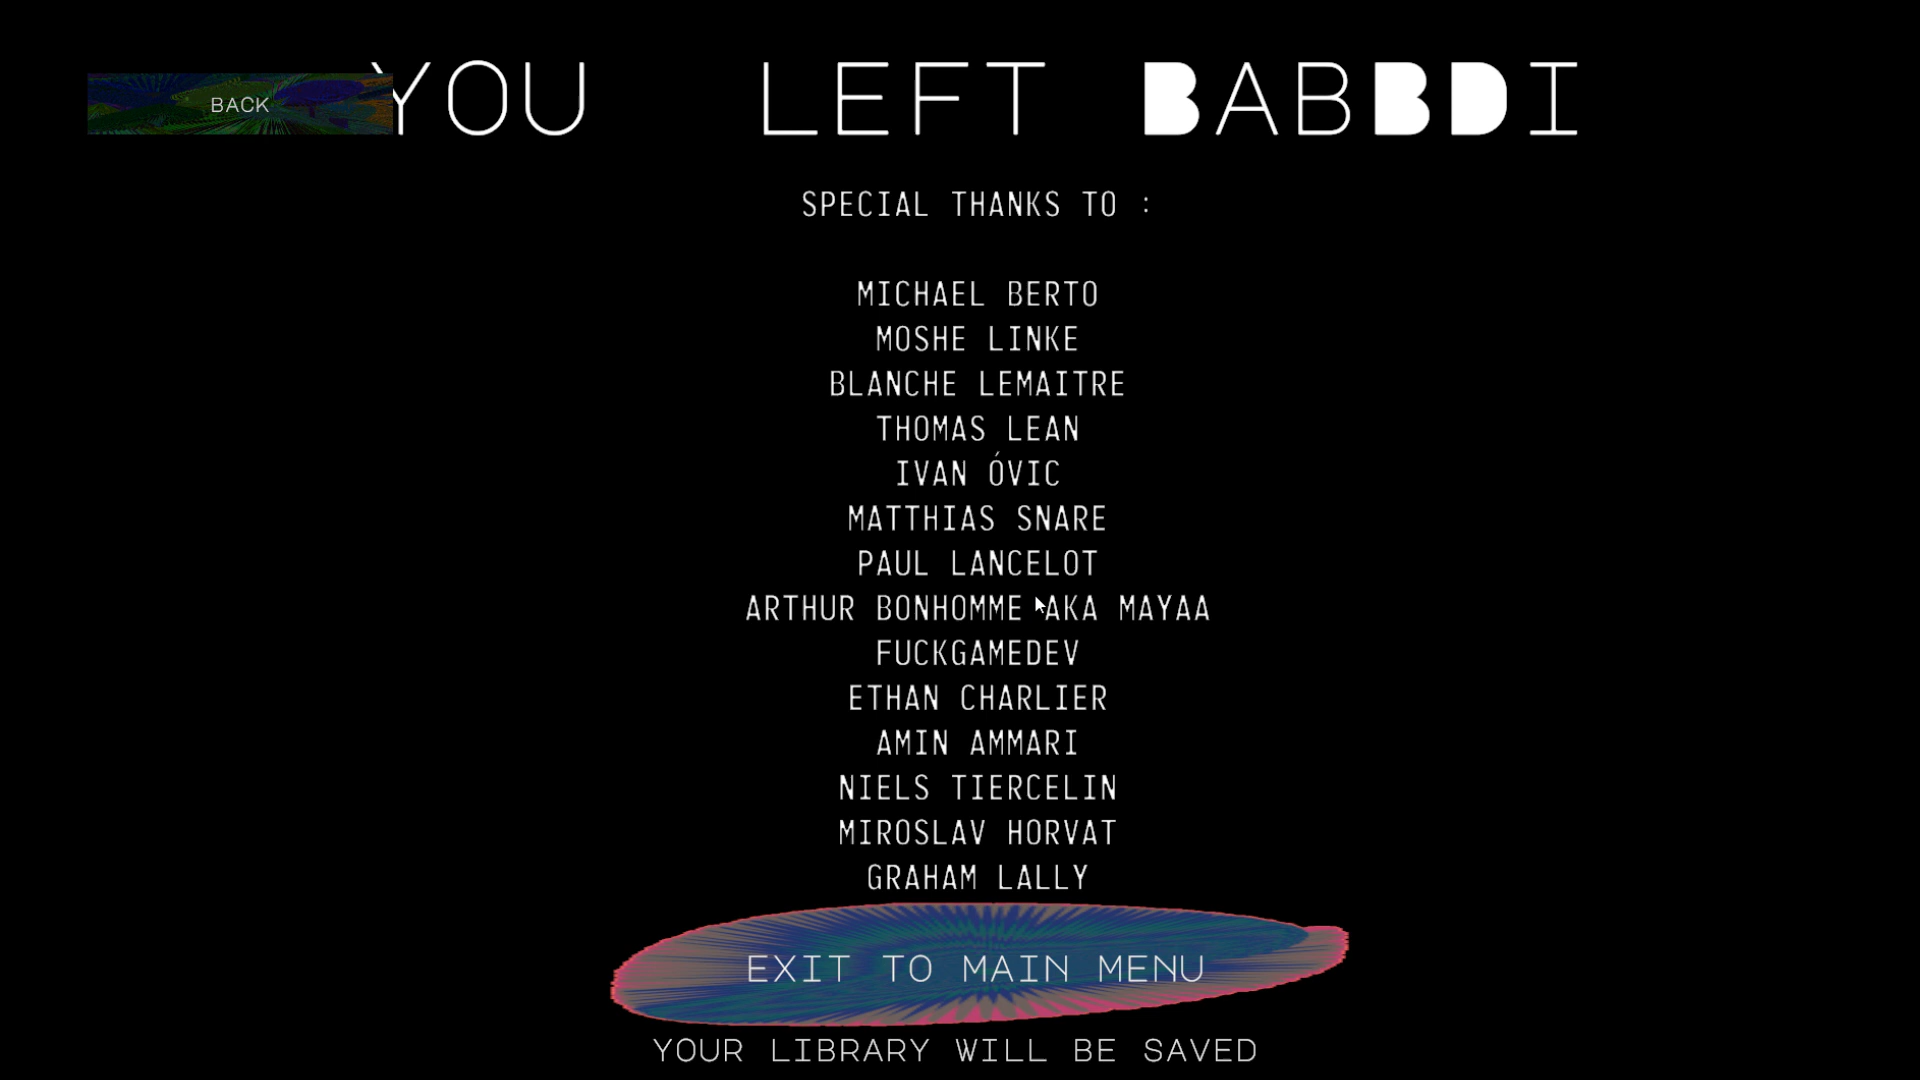 BACK
YOU LEFT BABBDI
SPECIAL THANKS TO :
MICHAEL BERTO
MOSHE LINKE
BLANCHE LEMAITRE
THOMAS LEAN
IVAN ÓVIC
MATTHIAS SNARE
PAUL LANCELOT
ARTHUR BONHOMME AKA MAYAA
FUCKGAMEDEV
ETHAN CHARLIER
AMIN AMMARI
NIELS TIERCELIN
MIROSLAV HORVAT
GRAHAM LALLY
EXIT TO MAIN MENU
YOUR LIBRARY WILL BE SAVED